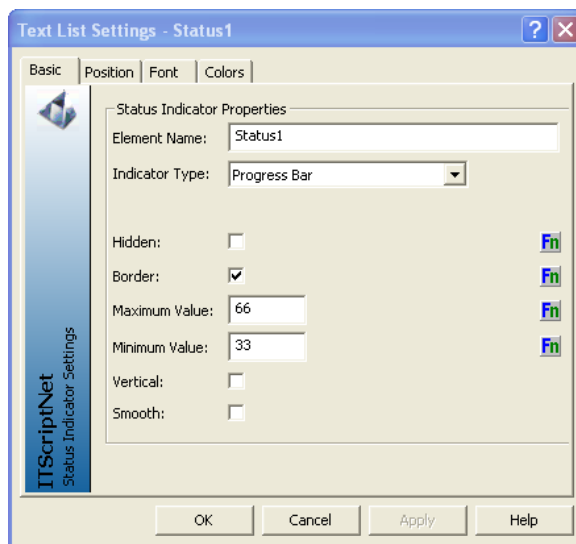 Text List Settings - Status1
Basic Position Font Colors
Status Indicator Properties
Element Name: Status1
Indicator Type: Progress Bar
Hidden: Fn
Border: Fn
Maximum Value: 66 Fn
Minimum Value: 33 Fn
Vertical:
Smooth:
ITScriptNet
Status Indicator Settings
OK Cancel Apply Help